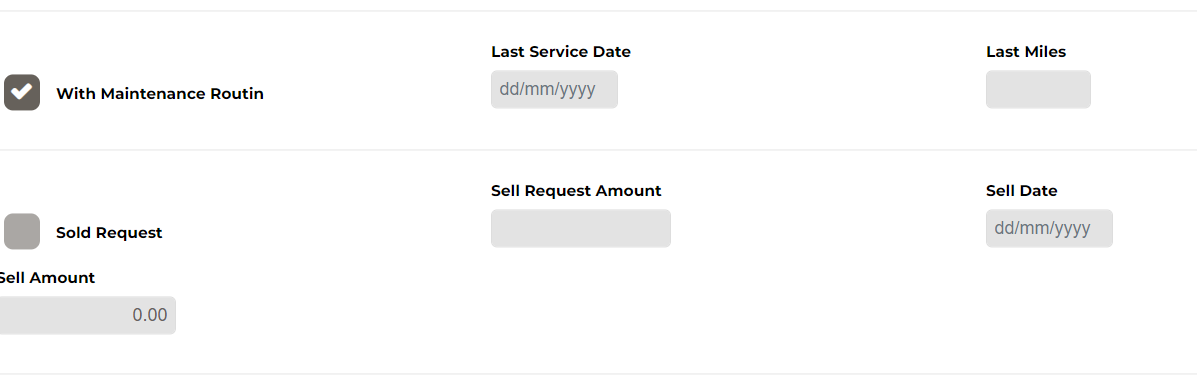 Last Service Date
Last Miles
With Maintenance Routin
dd/mm/yyyy
Sell Request Amount
Sell Date
Sold Request
dd/mm/yyyy
Sell Amount
0.00